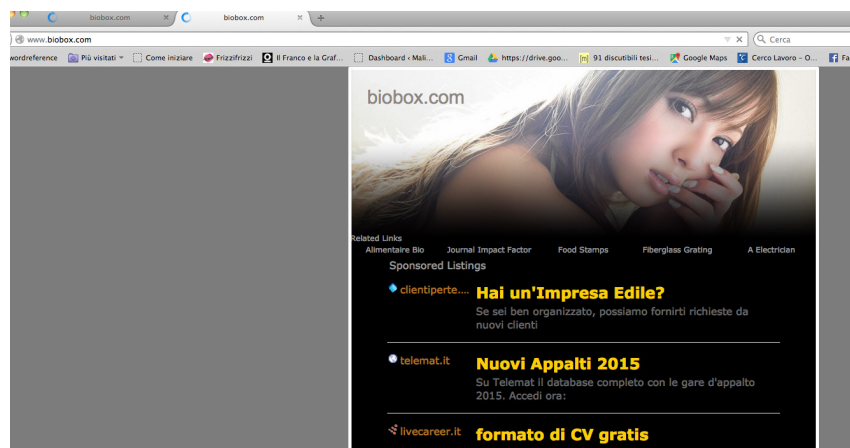 biobox.com
biobox.com
www.biobox.com
Cerca
wordreference Più visitati Come iniziare Frizzifrizzi Il Franco e la Graf... Dashboard ‹ Mali... Gmail https://drive.goo... 91 discutibili tesi... Google Maps Cerco Lavoro – O... Fa
biobox.com
Related Links
Alimentaire Bio Journal Impact Factor Food Stamps Fiberglass Grating A Electrician
Sponsored Listings
clientiperte.... Hai un'Impresa Edile?
Se sei ben organizzato, possiamo fornirti richieste da
nuovi clienti
telemat.it Nuovi Appalti 2015
Su Telemat il database completo con le gare d'appalto
2015. Accedi ora:
livecareer.it formato di CV gratis